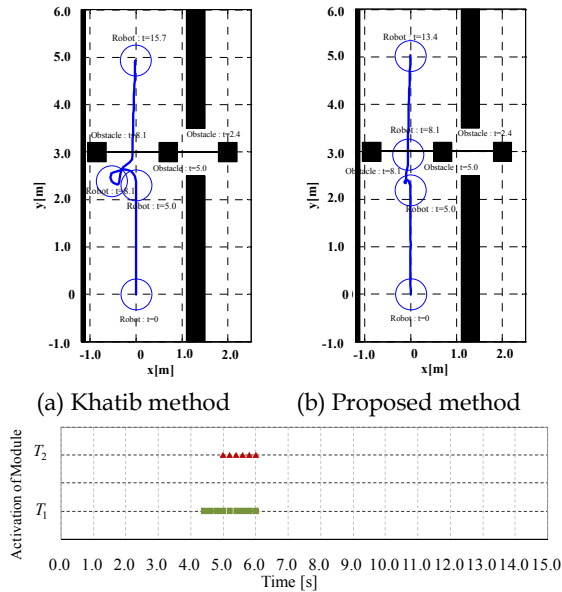 6.0
Robot : t=15.7
5.0
4.0
Obstacle : t=8.1
Obstacle : t=2.4
3.0
Obstacle : t=5.0
Robot : t=8.1
2.0
Robot : t=5.0
1.0
0
Robot : t=0
-1.0
-1.0 0 1.0 2.0
x[m]
y[m]
(a) Khatib method
6.0
Robot : t=13.4
5.0
4.0
Robot : t=8.1
Obstacle : t=2.4
3.0
Obstacle : t=8.1
Obstacle : t=5.0
2.0
Robot : t=5.0
1.0
0
Robot : t=0
-1.0
-1.0 0 1.0 2.0
x[m]
y[m]
(b) Proposed method
Activation of Module
T2
T1
0.0 1.0 2.0 3.0 4.0 5.0 6.0 7.0 8.0 9.0 10.0 11.0 12.0 13.0 14.0 15.0
Time [s]